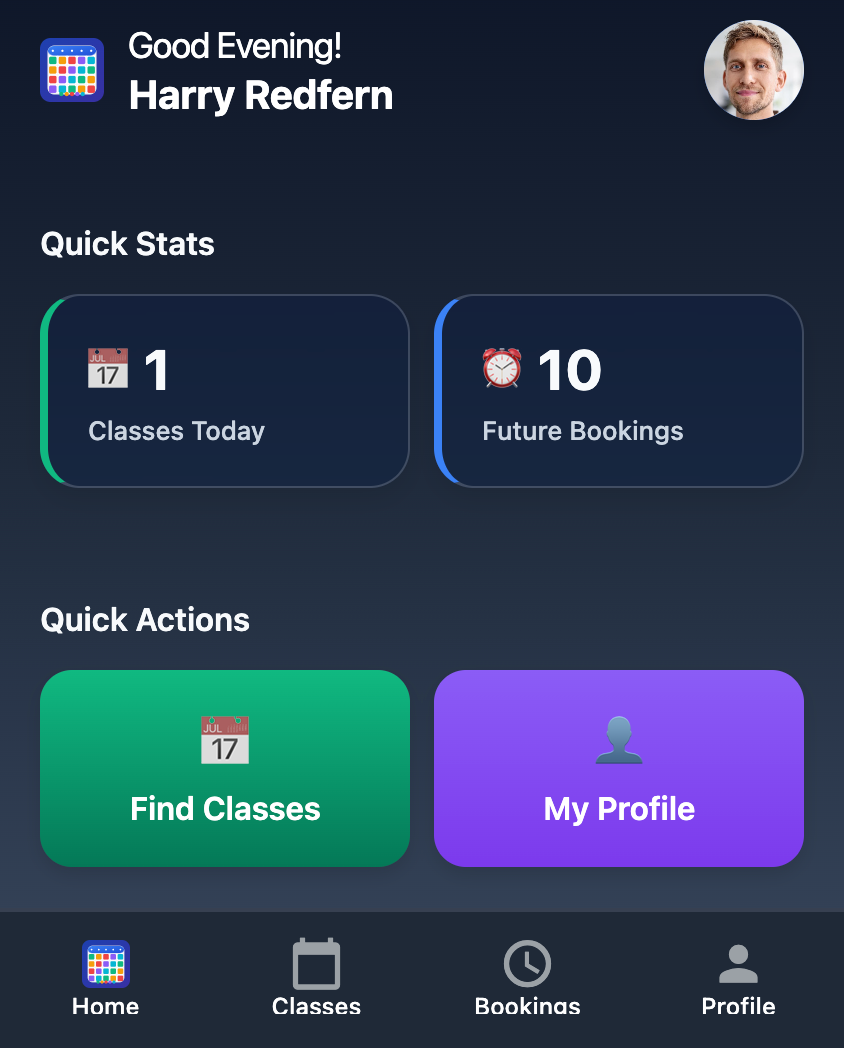 Good Evening!
Harry Redfern
Quick Stats
JUL
17
1
Classes Today
10
Future Bookings
Quick Actions
JUL
17
Find Classes
My Profile
Home
Classes
Bookings
Profile